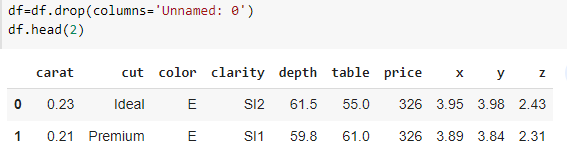 df=df.drop(columns='Unnamed: 0')
df.head(2)
carat cut color clarity depth table price x y z
0 0.23 Ideal E SI2 61.5 55.0 326 3.95 3.98 2.43
1 0.21 Premium E SI1 59.8 61.0 326 3.89 3.84 2.31